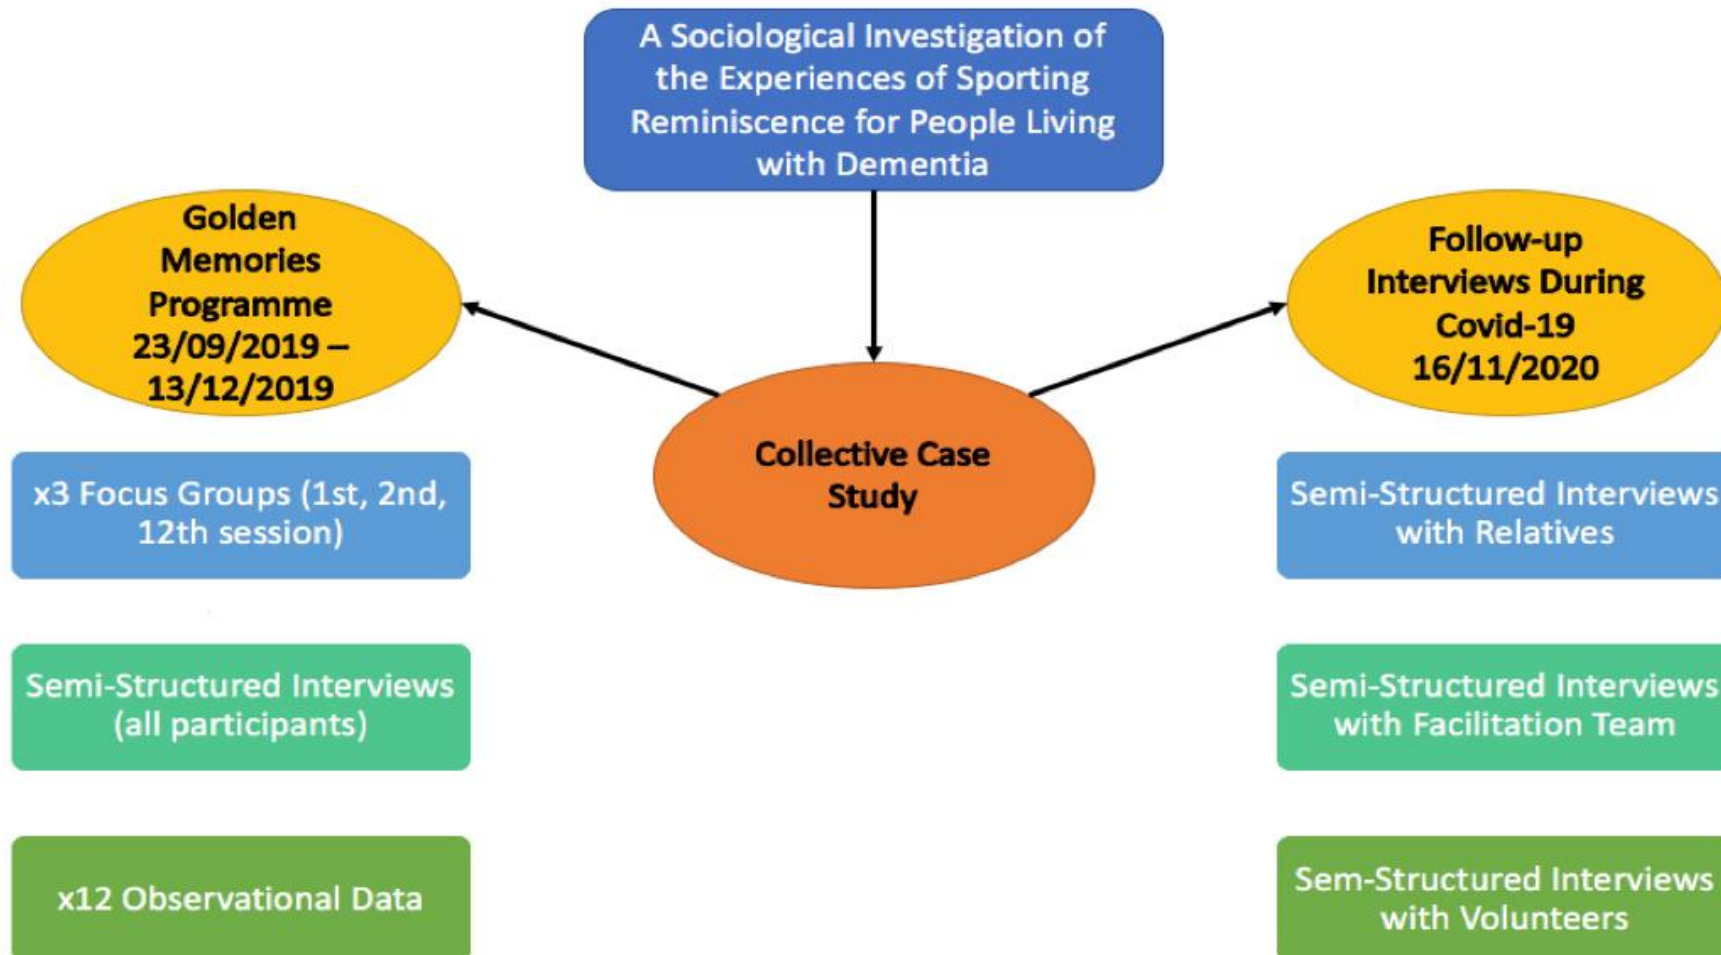 A Sociological Investigation of
the Experiences of Sporting
Reminiscence for People Living
with Dementia
Golden
Memories
Programme
23/09/2019 –
13/12/2019
Follow-up
Interviews During
Covid-19
16/11/2020
Collective Case
Study
x3 Focus Groups (1st, 2nd,
12th session)
Semi-Structured Interviews
(all participants)
x12 Observational Data
Semi-Structured Interviews
with Relatives
Semi-Structured Interviews
with Facilitation Team
Sem-Structured Interviews
with Volunteers